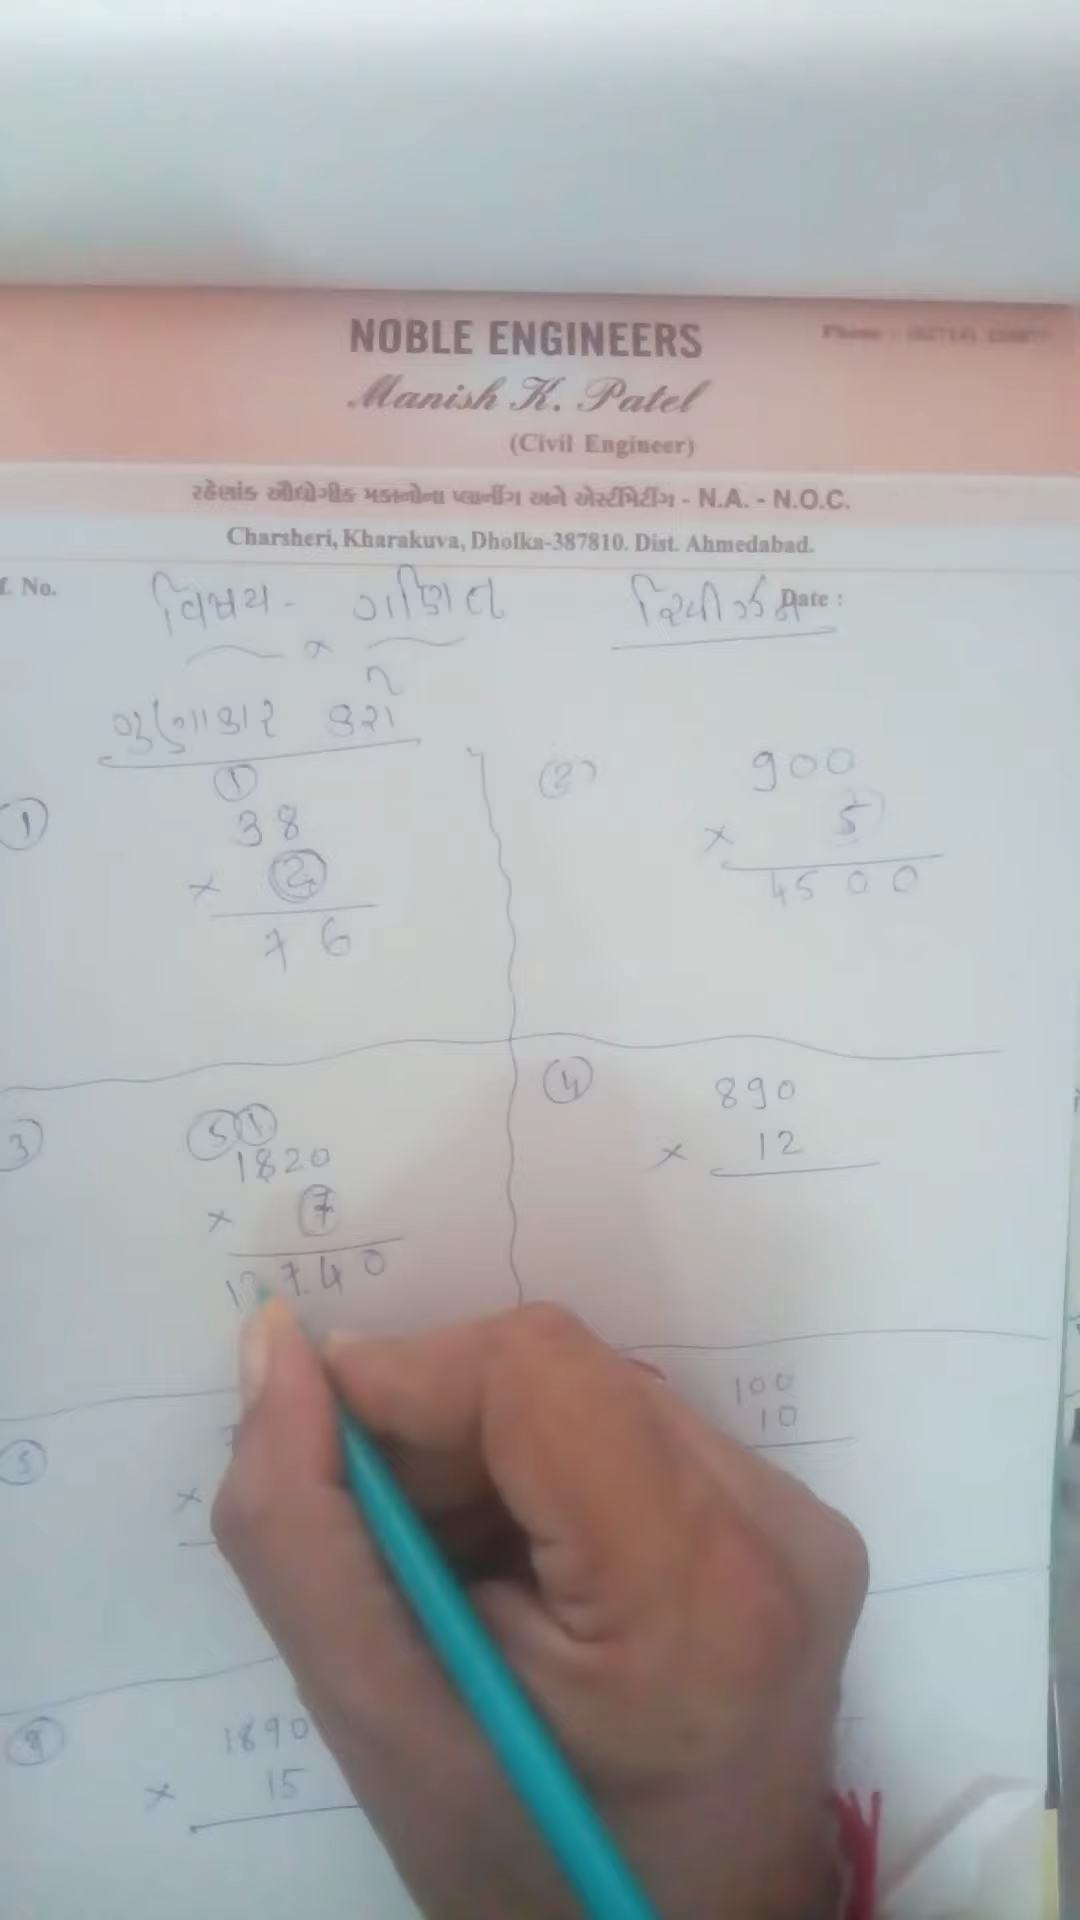 NOBLE ENGINEERS
Manish K. Patel
(Civil Engineer)
રહેણાંક ઔદ્યોગીક મકાનોના પ્લાનીંગ અને એસ્ટીમેટીંગ - N.A. - N.O.C.
Charsheri, Kharakuva, Dholka-387810. Dist. Ahmedabad.
f. No.
Date :
વિષય - ગણિત
રિવીઝન
ગુણાકાર કરો
(1)
1
38
× 2
76
(2)
900
× 5
4500
3
5 1
1820
× 7
12740
4
890
× 12
5
×
100
10
1890
× 15